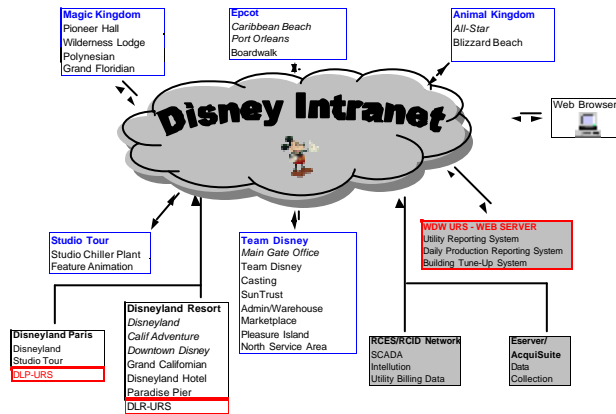 Magic Kingdom
Pioneer Hall
Wilderness Lodge
Polynesian
Grand Floridian
Epcot
Caribbean Beach
Port Orleans
Boardwalk
Animal Kingdom
All-Star
Blizzard Beach
Disney Intranet
Web Browser
Studio Tour
Studio Chiller Plant
Feature Animation
Team Disney
Main Gate Office
Team Disney
Casting
SunTrust
Admin/Warehouse
Marketplace
Pleasure Island
North Service Area
WDW URS - WEB SERVER
Utility Reporting System
Daily Production Reporting System
Building Tune-Up System
Disneyland Paris
Disneyland
Studio Tour
DLP-URS
Disneyland Resort
Disneyland
Calif Adventure
Downtown Disney
Grand Californian
Disneyland Hotel
Paradise Pier
DLR-URS
RCES/RCID Network
SCADA
Intellution
Utility Billing Data
Eserver/
AcquiSuite
Data
Collection